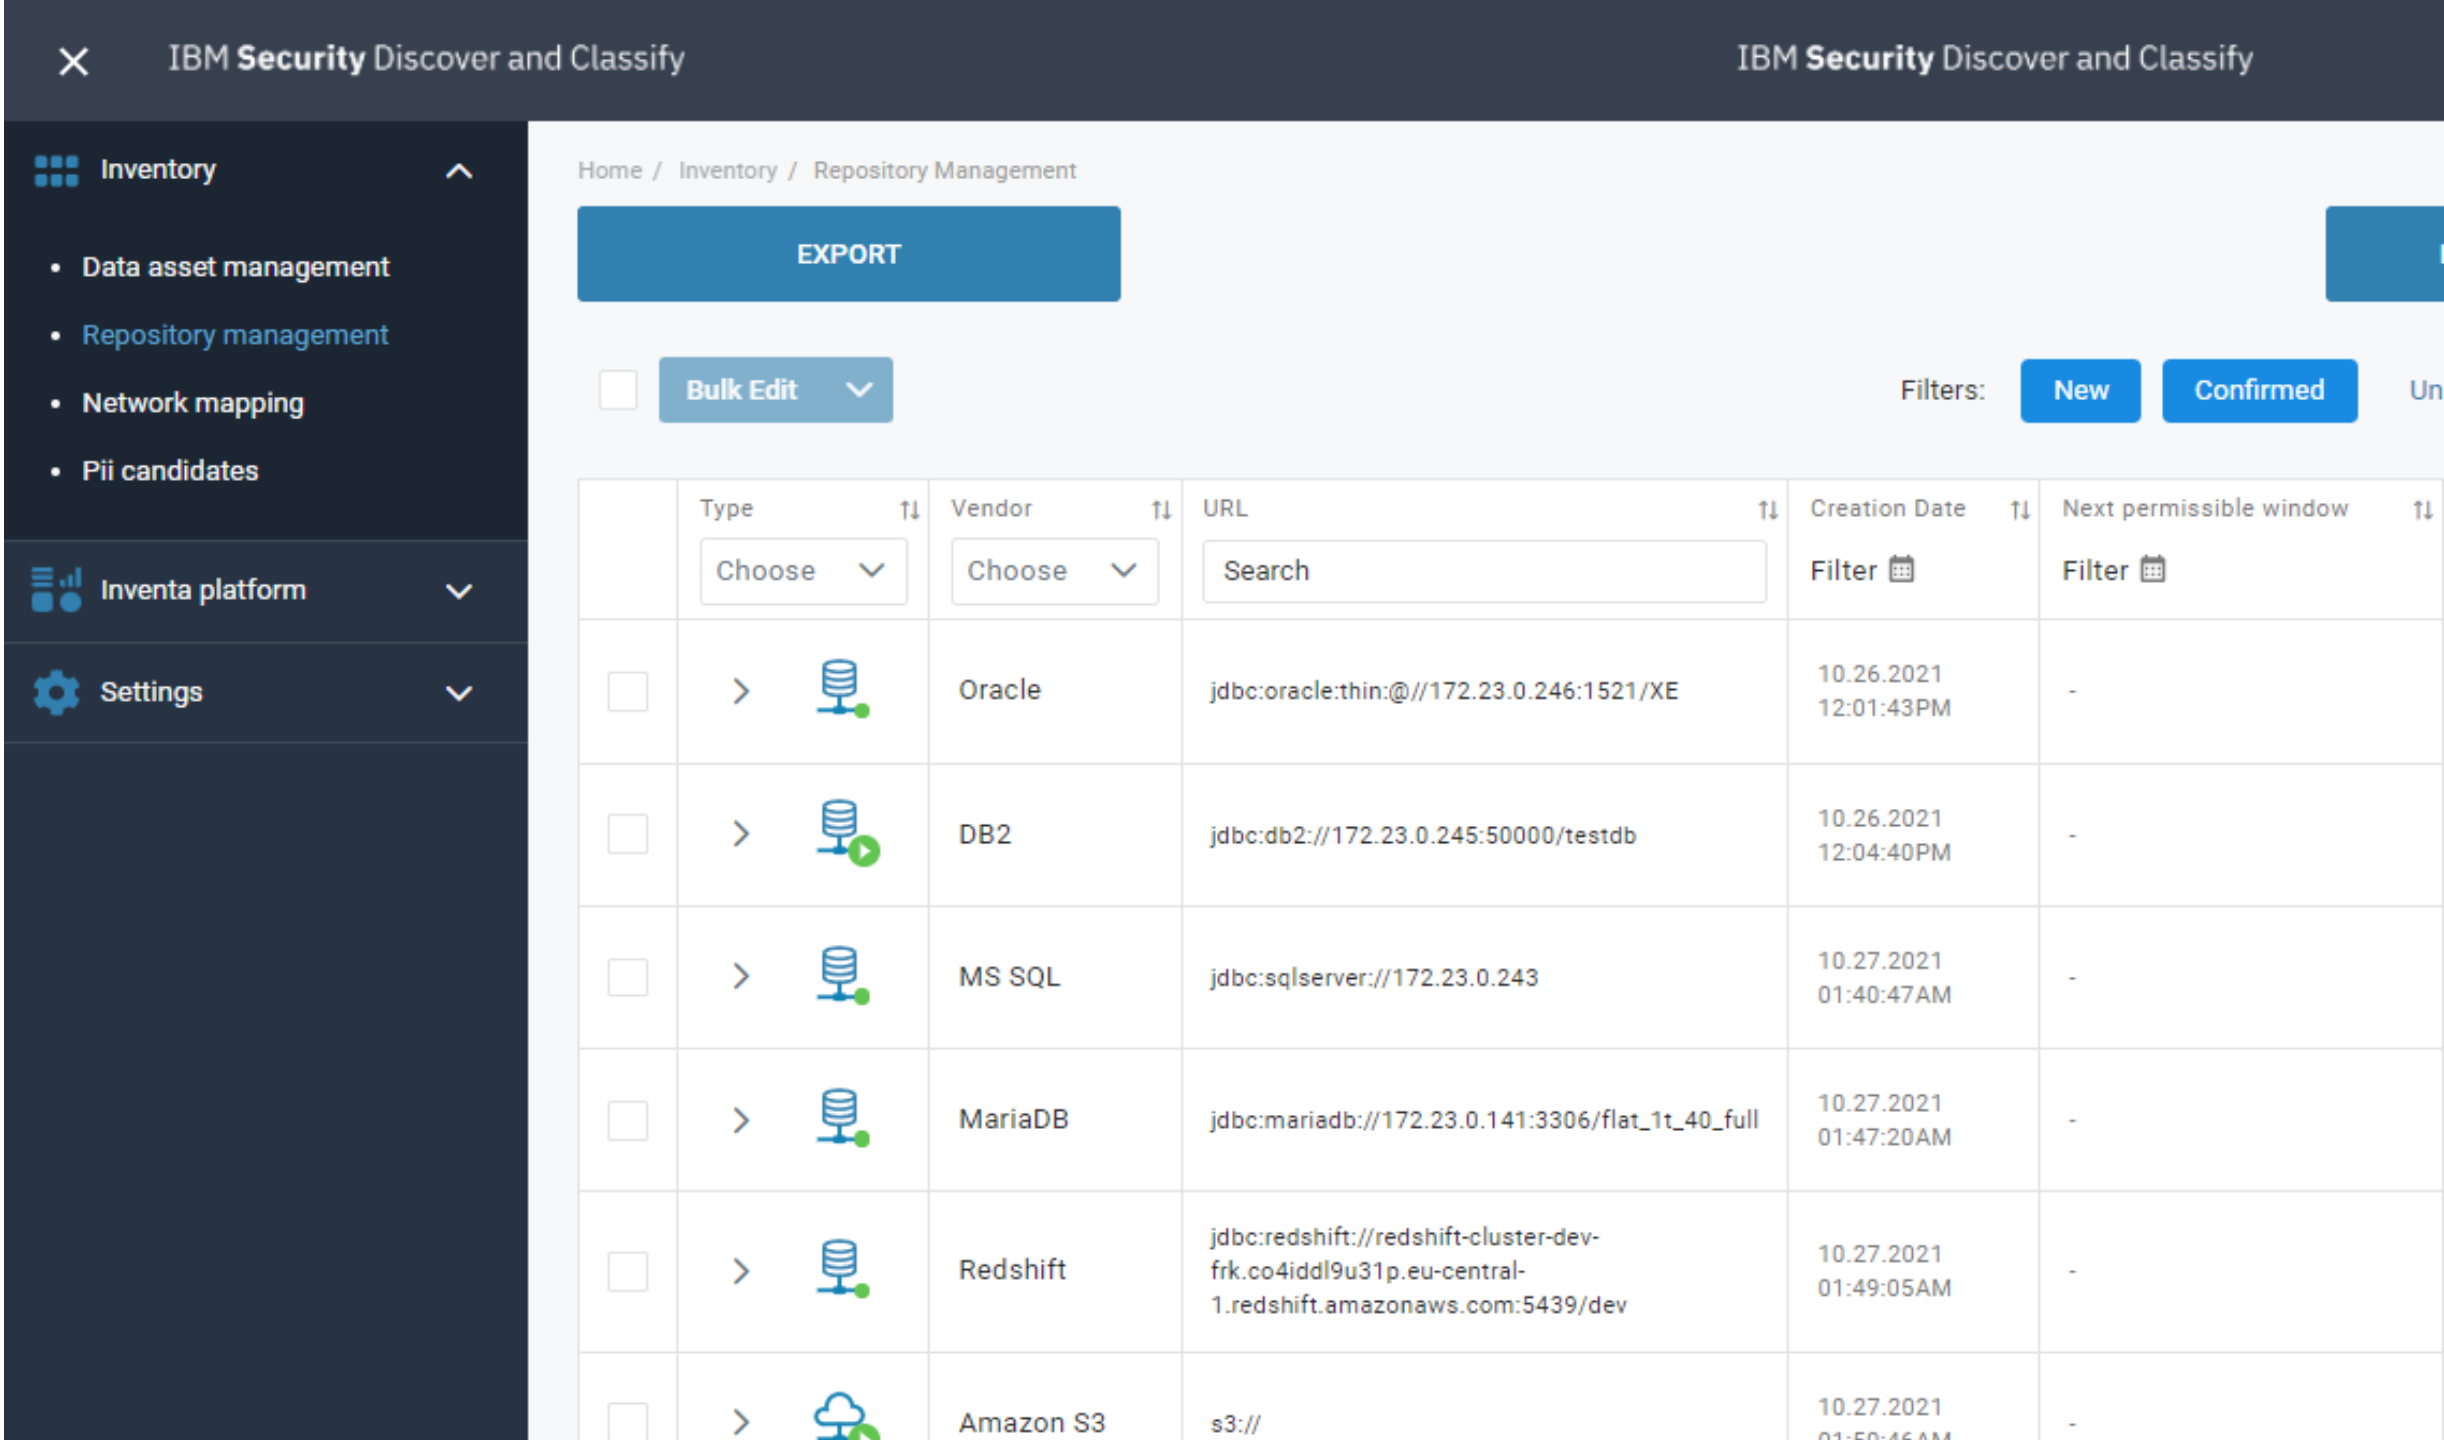 IBM Security Discover and Classify
IBM Security Discover and Classify
Inventory
Data asset management
Repository management
Network mapping
Pii candidates
Inventa platform
Settings
Home / Inventory / Repository Management
EXPORT
Bulk Edit
Filters: New Confirmed Un
Type Vendor URL Creation Date Next permissible window
Choose Choose Search Filter Filter
Oracle jdbc:oracle:thin:@//172.23.0.246:1521/XE 10.26.2021 -
12:01:43PM
DB2 jdbc:db2://172.23.0.245:50000/testdb 10.26.2021 -
12:04:40PM
MS SQL jdbc:sqlserver://172.23.0.243 10.27.2021 -
01:40:47AM
MariaDB jdbc:mariadb://172.23.0.141:3306/flat_1t_40_full 10.27.2021 -
01:47:20AM
Redshift jdbc:redshift://redshift-cluster-dev-
frk.co4iddl9u31p.eu-central-
1.redshift.amazonaws.com:5439/dev 10.27.2021 -
01:49:05AM
Amazon S3 s3:// 10.27.2021 -